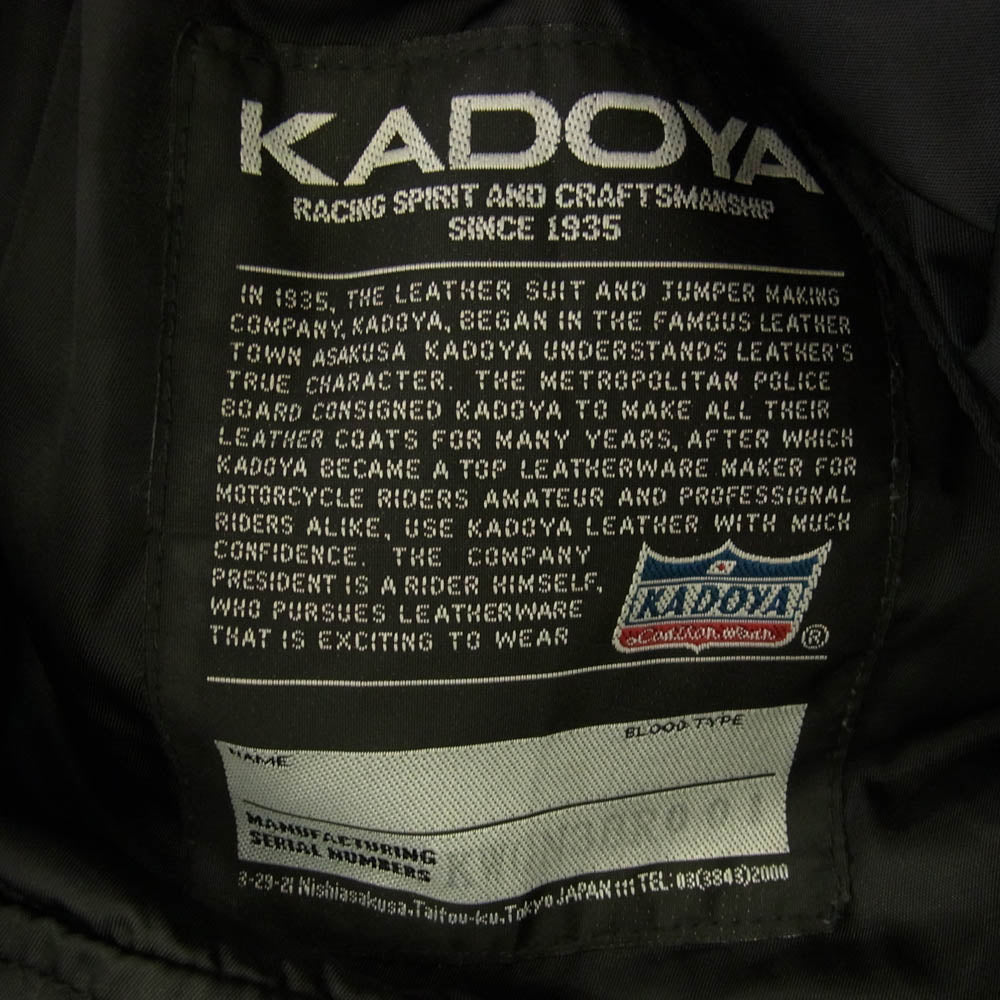 KADOYA
RACING SPIRIT AND CRAFTSMANSHIP
SINCE 1935
IN 1935, THE LEATHER SUIT AND JUMPER MAKING
COMPANY, KADOYA, BEGAN IN THE FAMOUS LEATHER
TOWN ASAKUSA KADOYA UNDERSTANDS LEATHER'S
TRUE CHARACTER. THE METROPOLITAN POLICE
BOARD CONSIGNED KADOYA TO MAKE ALL THEIR
LEATHER COATS FOR MANY YEARS, AFTER WHICH
KADOYA BECAME A TOP LEATHERWARE MAKER FOR
MOTORCYCLE RIDERS AMATEUR AND PROFESSIONAL
RIDERS ALIKE, USE KADOYA LEATHER WITH MUCH
CONFIDENCE. THE COMPANY
PRESIDENT IS A RIDER HIMSELF,
WHO PURSUES LEATHERWARE
THAT IS EXCITING TO WEAR
KADOYA
®
BLOOD TYPE
NAME
MANUFACTURING
SERIAL NUMBERS
3-29-21 Nishiasakusa, Taitou-ku, Tokyo JAPAN 111 TEL: 03(3843)2000